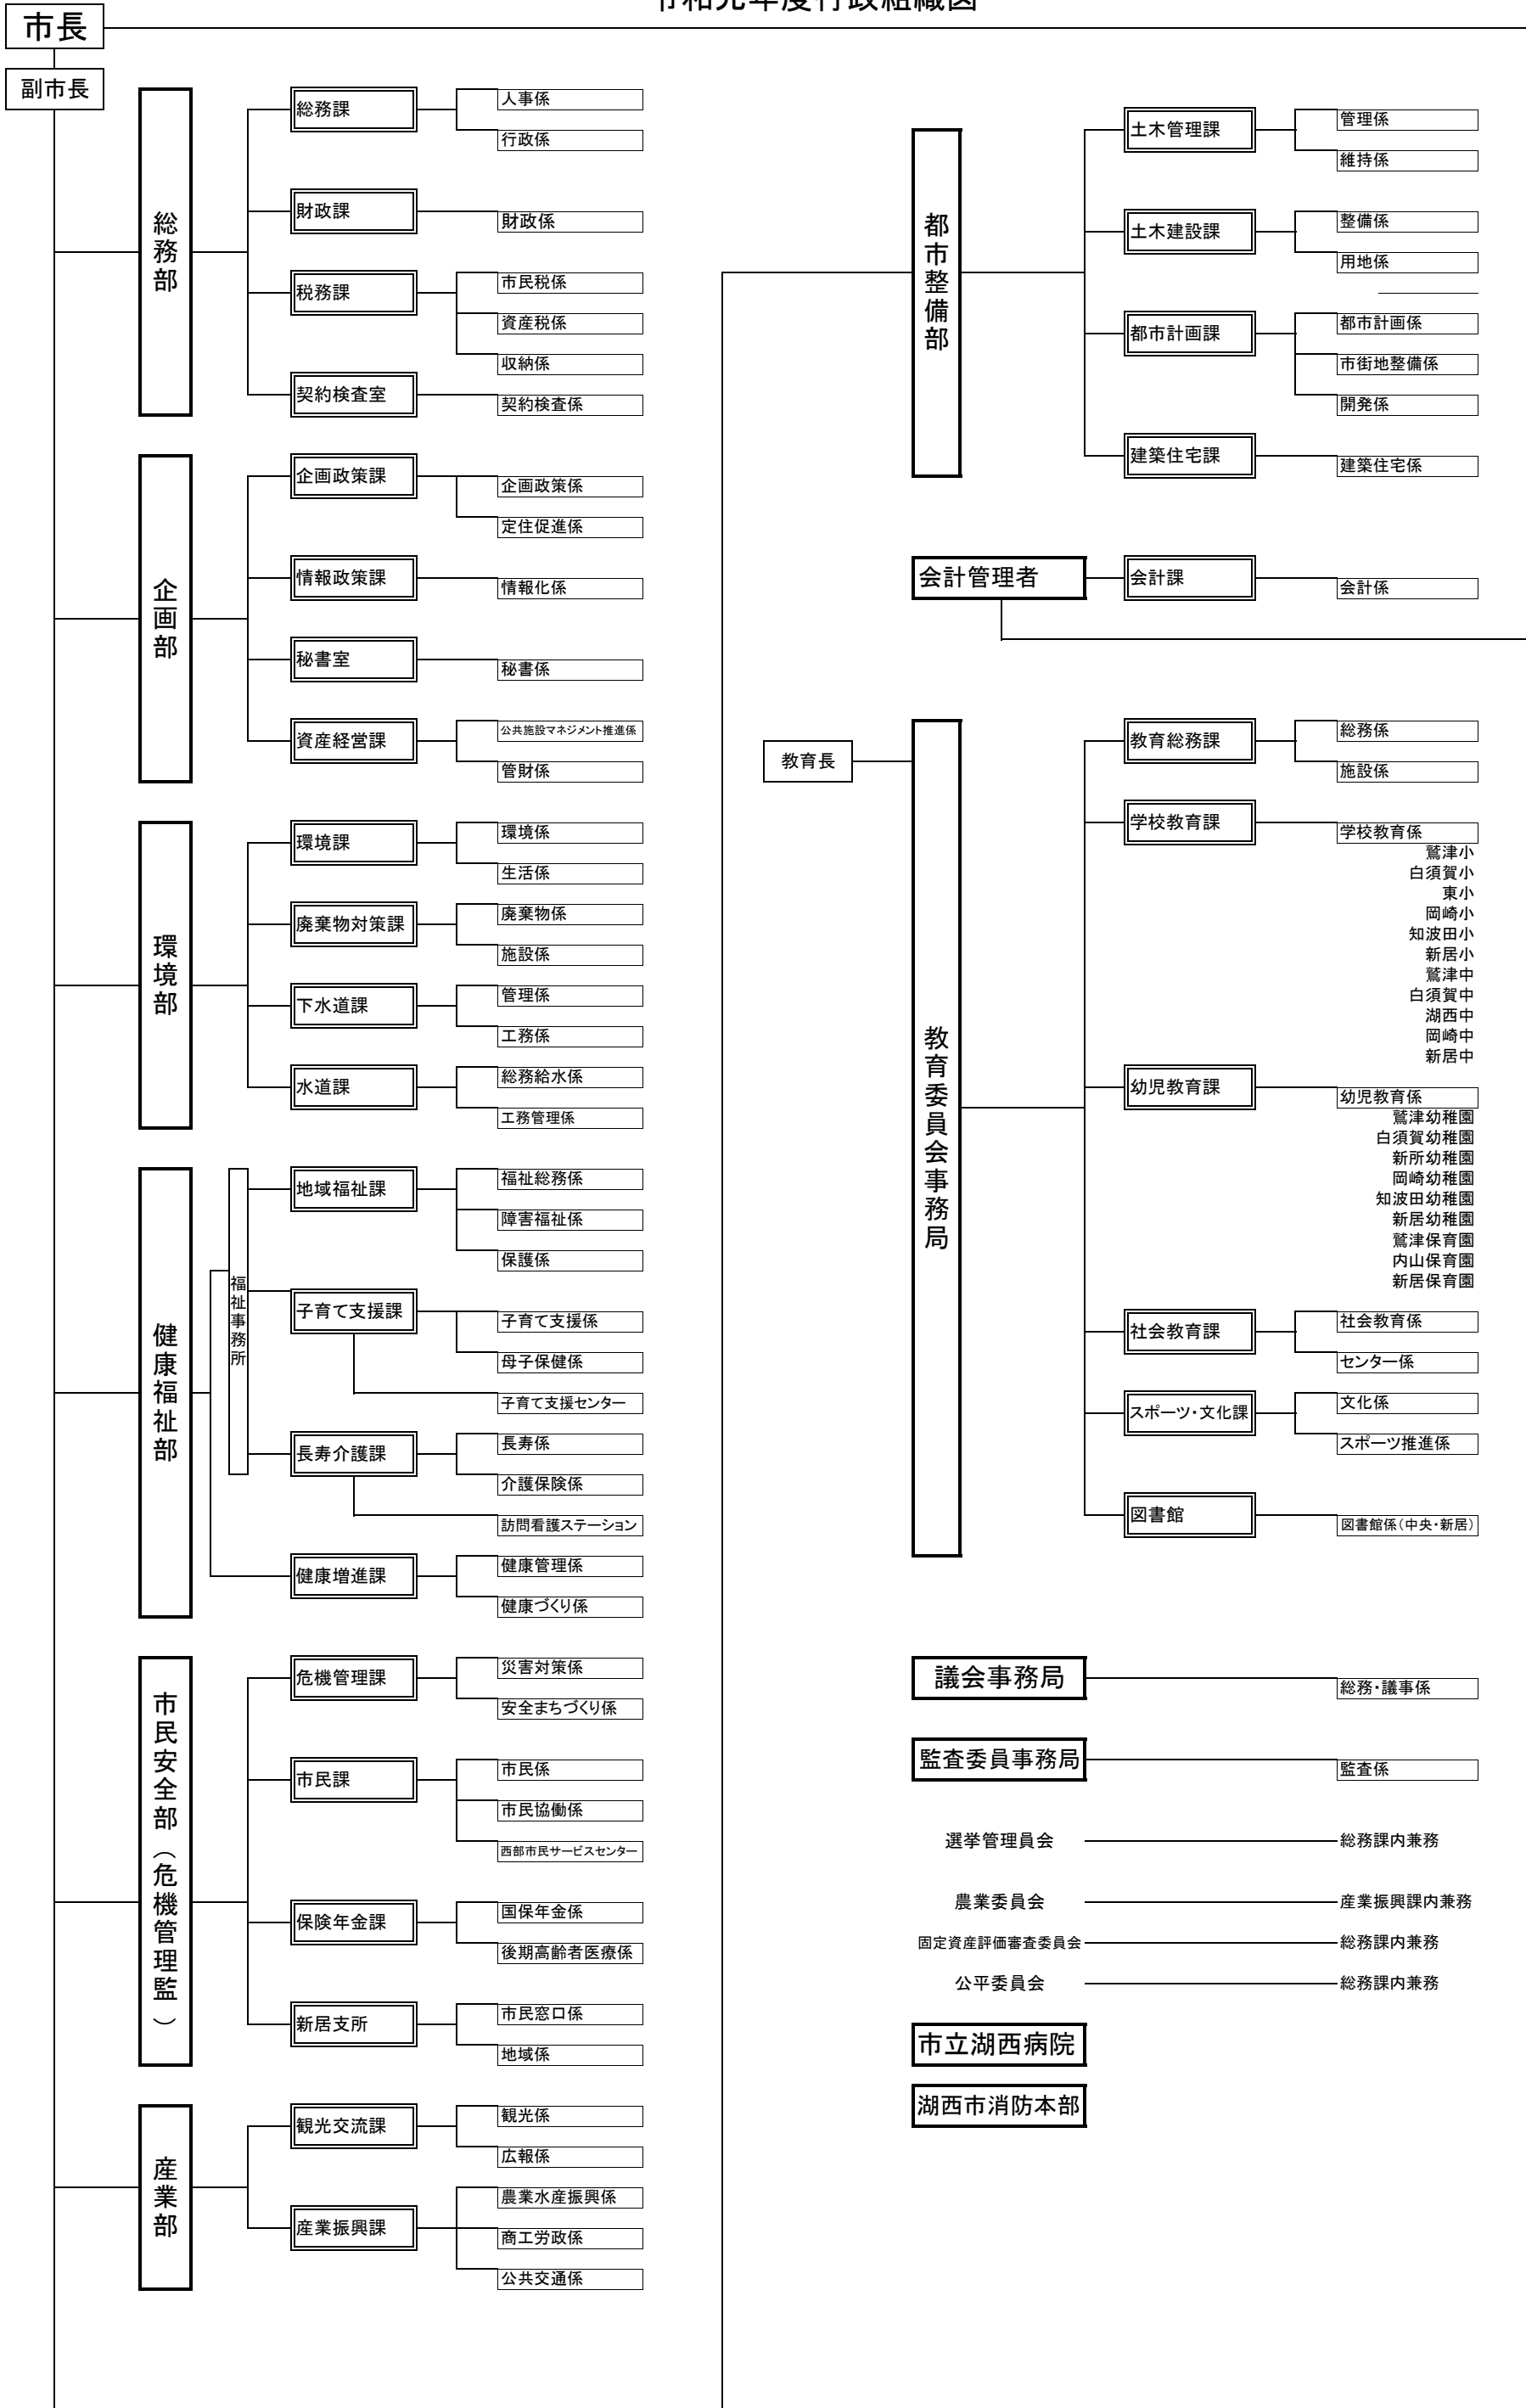 令和元年度行政組織図
市長
副市長
総務部
総務課
人事係
行政係
財政課
財政係
税務課
市民税係
資産税係
収納係
契約検査室
契約検査係
企画部
企画政策課
企画政策係
定住促進係
情報政策課
情報化係
秘書室
秘書係
資産経営課
公共施設マネジメント推進係
管財係
環境部
環境課
環境係
生活係
廃棄物対策課
廃棄物係
施設係
下水道課
管理係
工務係
水道課
総務給水係
工務管理係
健康福祉部
福祉事務所
地域福祉課
福祉総務係
障害福祉係
保護係
子育て支援課
子育て支援係
母子保健係
子育て支援センター
長寿介護課
長寿係
介護保険係
訪問看護ステーション
健康増進課
健康管理係
健康づくり係
市民安全部(危機管理監)
危機管理課
災害対策係
安全まちづくり係
市民課
市民係
市民協働係
西部市民サービスセンター
保険年金課
国保年金係
後期高齢者医療係
新居支所
市民窓口係
地域係
産業部
観光交流課
観光係
広報係
産業振興課
農業水産振興係
商工労政係
公共交通係
都市整備部
土木管理課
管理係
維持係
土木建設課
整備係
用地係
都市計画課
都市計画係
市街地整備係
開発係
建築住宅課
建築住宅係
会計管理者
会計課
会計係
教育長
教育委員会事務局
教育総務課
総務係
施設係
学校教育課
学校教育係
鷲津小
白須賀小
東小
岡崎小
知波田小
新居小
鷲津中
白須賀中
湖西中
岡崎中
新居中
幼児教育課
幼児教育係
鷲津幼稚園
白須賀幼稚園
新所幼稚園
岡崎幼稚園
知波田幼稚園
新居幼稚園
鷲津保育園
内山保育園
新居保育園
社会教育課
社会教育係
センター係
スポーツ・文化課
文化係
スポーツ推進係
図書館
図書館係(中央・新居)
議会事務局
総務・議事係
監査委員事務局
監査係
選挙管理員会
総務課内兼務
農業委員会
産業振興課内兼務
固定資産評価審査委員会
総務課内兼務
公平委員会
総務課内兼務
市立湖西病院
湖西市消防本部